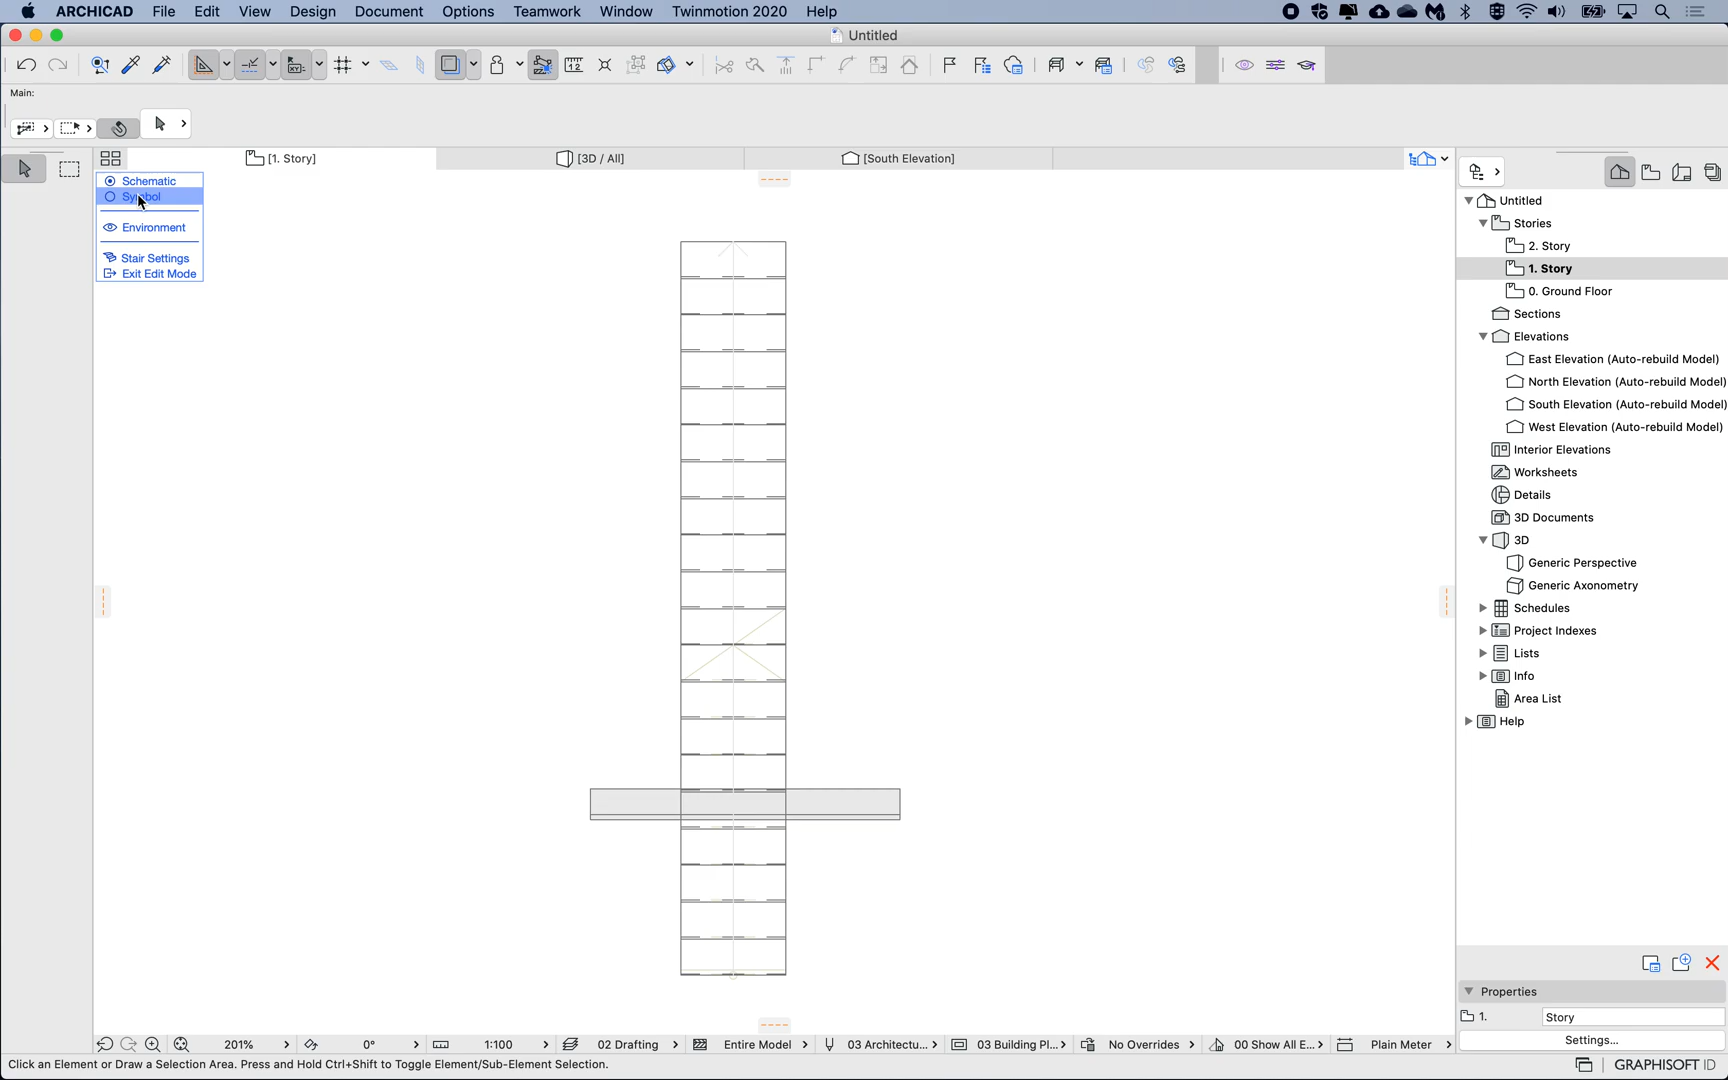 ARCHICAD File Edit View Design Document Options Teamwork Window Twinmotion 2020 Help
Untitled
Main:
[1. Story]
[3D / All]
[South Elevation]
Schematic
Symbol
Environment
Stair Settings
Exit Edit Mode
Untitled
Stories
2. Story
1. Story
0. Ground Floor
Sections
Elevations
East Elevation (Auto-rebuild Model)
North Elevation (Auto-rebuild Model)
South Elevation (Auto-rebuild Model)
West Elevation (Auto-rebuild Model)
Interior Elevations
Worksheets
Details
3D Documents
3D
Generic Perspective
Generic Axonometry
Schedules
Project Indexes
Lists
Info
Area List
Help
Properties
1. Story
Settings...
201% 0° 1:100 02 Drafting Entire Model 03 Architectu... 03 Building Pl... No Overrides 00 Show All E... Plain Meter
Click an Element or Draw a Selection Area. Press and Hold Ctrl+Shift to Toggle Element/Sub-Element Selection.
GRAPHISOFT ID